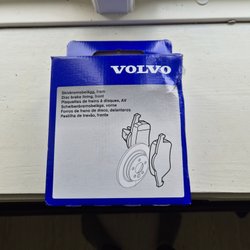 VOLVO
Skivbromsbelägg, fram
Disc brake lining, front
Plaquettes de freins à disques, AV
Scheibenbremsbeläge, vorne
Forros de freno de disco, delanteros
Pastilha de travão, frente